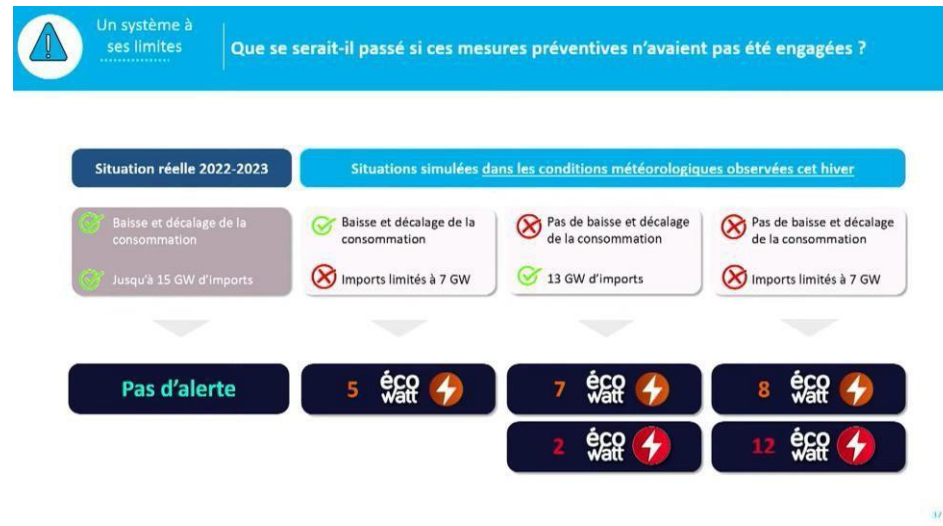 Un système à
ses limites
Que se serait-il passé si ces mesures préventives n'avaient pas été engagées ?
Situation réelle 2022-2023
Situations simulées dans les conditions météorologiques observées cet hiver
Baisse et décalage de la
consommation
Jusqu'à 15 GW d'imports
Baisse et décalage de la
consommation
Imports limités à 7 GW
Pas de baisse et décalage
de la consommation
13 GW d'imports
Pas de baisse et décalage
de la consommation
Imports limités à 7 GW
Pas d'alerte
5 éco
watt
7 éco
watt
8 éco
watt
2 éco
watt
12 éco
watt